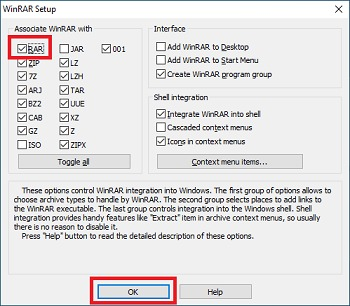 WinRAR Setup
Associate WinRAR with
RAR JAR 001
ZIP LZ
7Z LZH
ARJ TAR
BZ2 UUE
CAB XZ
GZ Z
ISO ZIPX
Toggle all
Interface
Add WinRAR to Desktop
Add WinRAR to Start Menu
Create WinRAR program group
Shell integration
Integrate WinRAR into shell
Cascaded context menus
Icons in context menus
Context menu items...
These options control WinRAR integration into Windows. The first group of options allows to
choose archive types to handle by WinRAR. The second group selects places to add links to
the WinRAR executable. The last group controls integration into the Windows shell. Shell
integration provides handy features like "Extract" item in archive context menus, so usually
there is no reason to disable it.
Press "Help" button to read the detailed description of these options.
OK Help